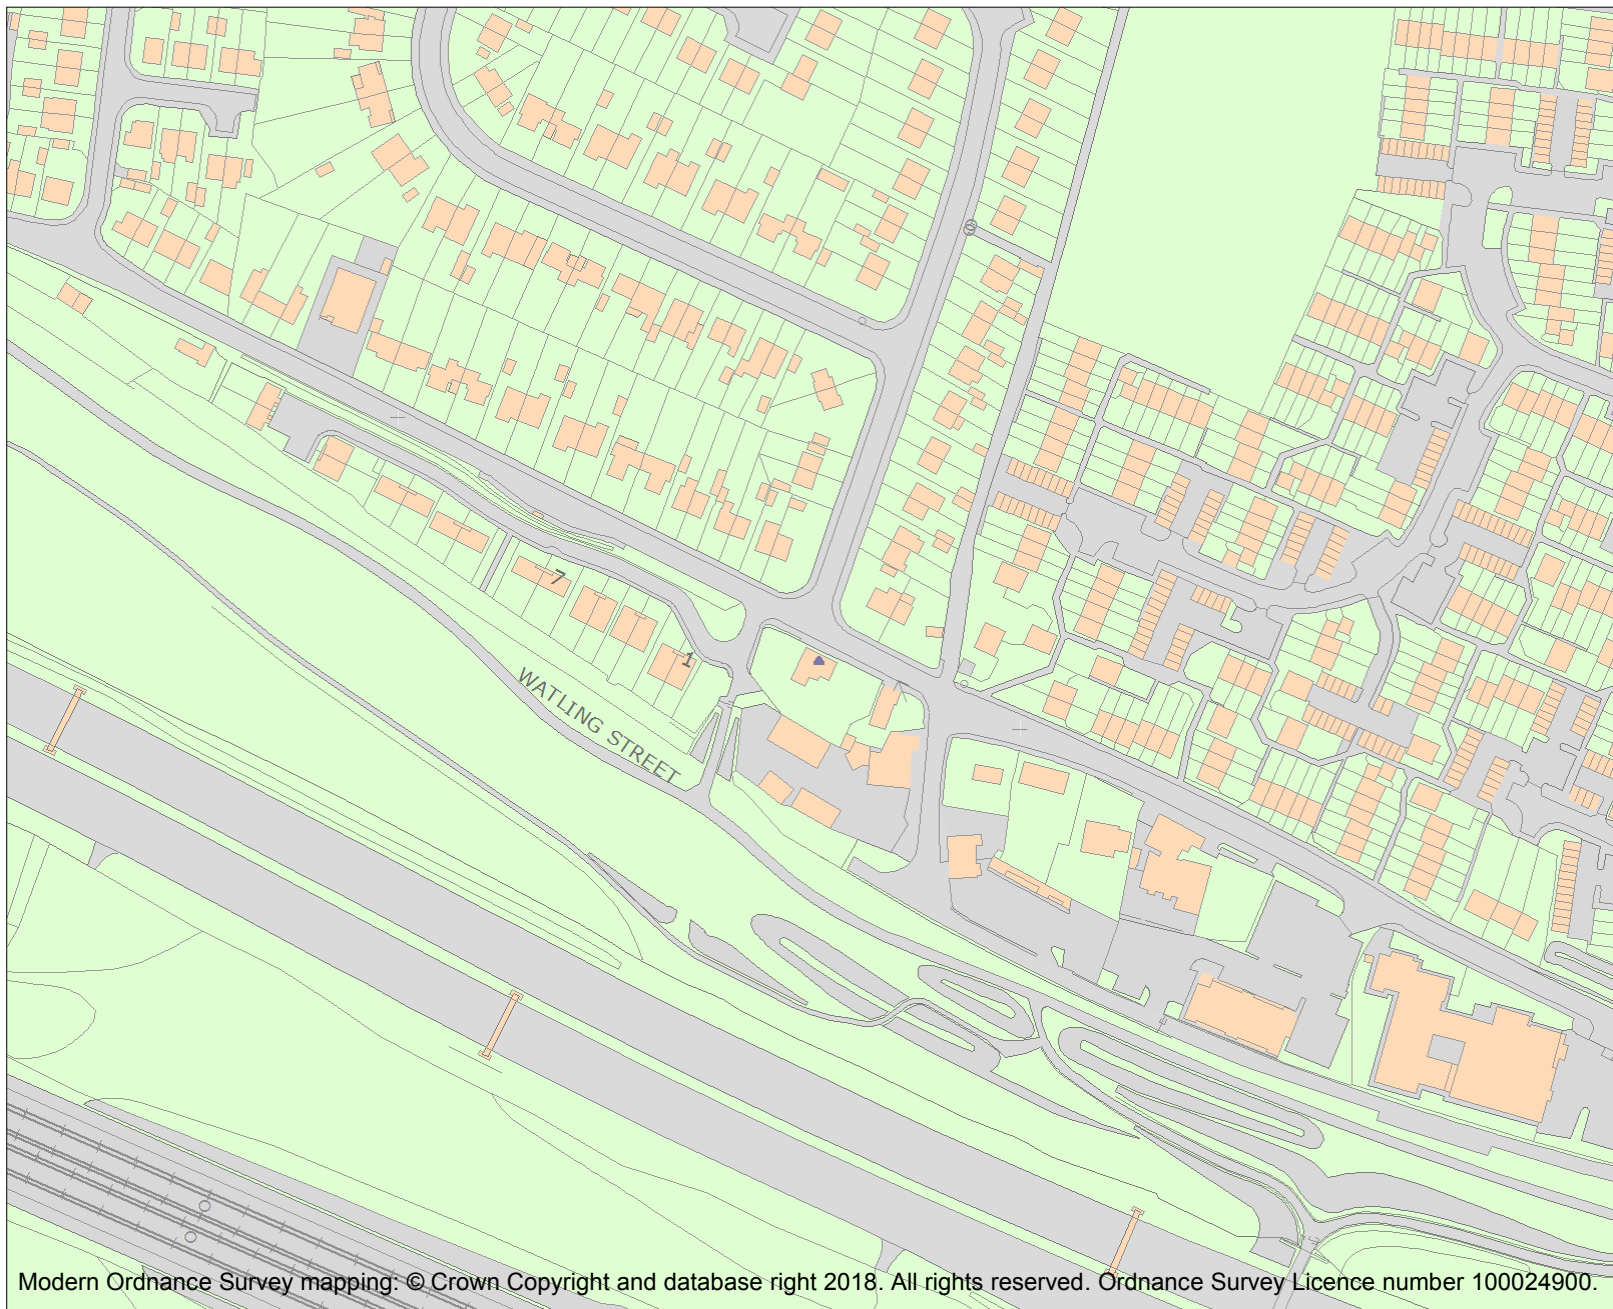 7
1
WATLING STREET
Modern Ordnance Survey mapping: © Crown Copyright and database right 2018. All rights reserved. Ordnance Survey Licence number 100024900.